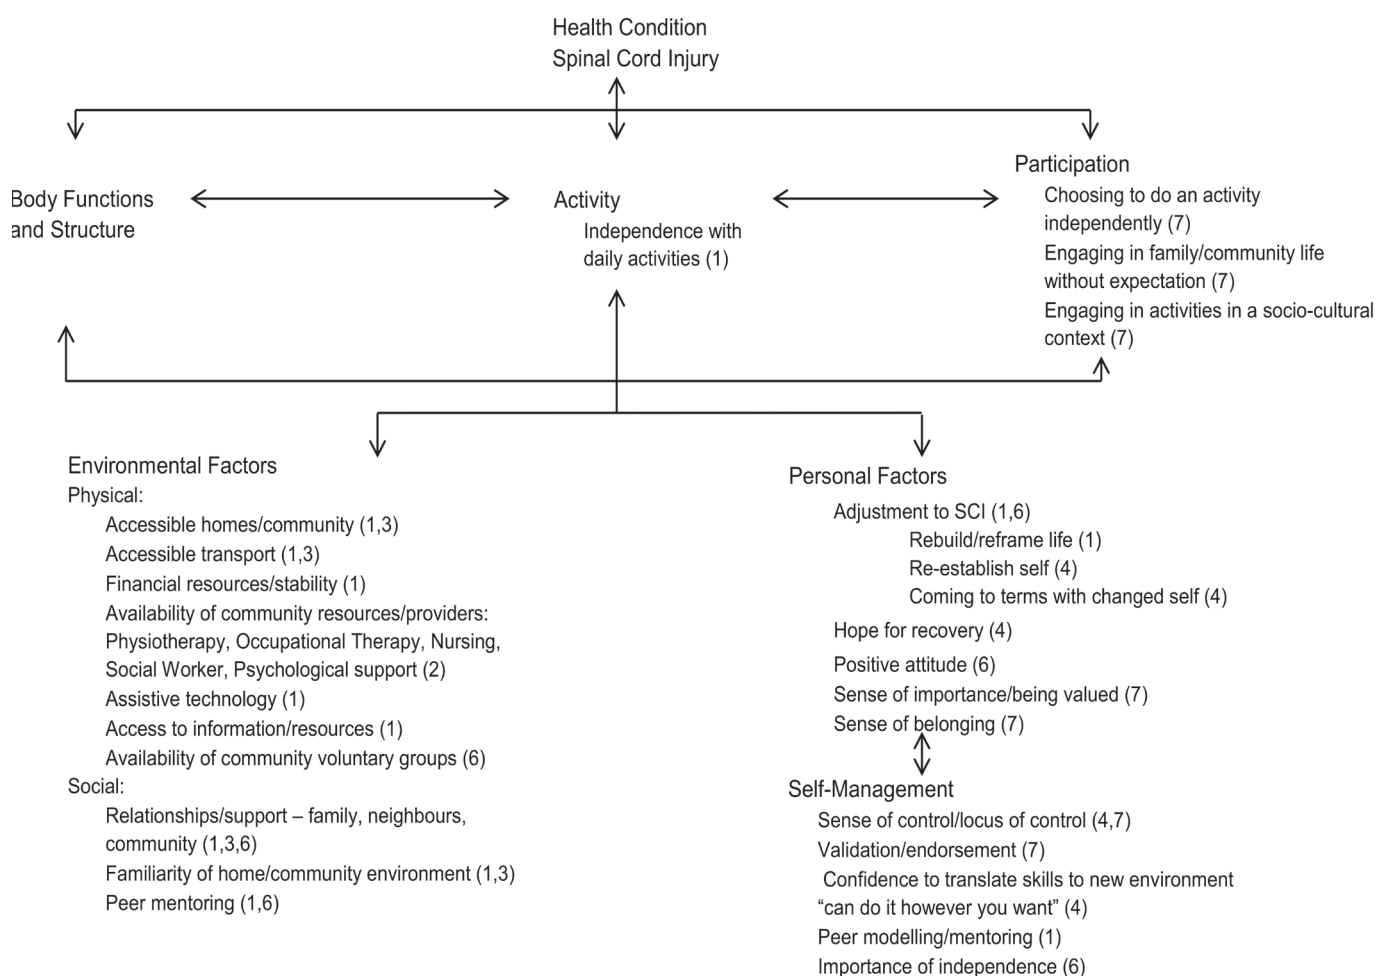 Health Condition
Spinal Cord Injury
Body Functions
and Structure
Activity
Independence with
daily activities (1)
Participation
Choosing to do an activity
independently (7)
Engaging in family/community life
without expectation (7)
Engaging in activities in a socio-cultural
context (7)
Environmental Factors
Physical:
Accessible homes/community (1,3)
Accessible transport (1,3)
Financial resources/stability (1)
Availability of community resources/providers:
Physiotherapy, Occupational Therapy, Nursing,
Social Worker, Psychological support (2)
Assistive technology (1)
Access to information/resources (1)
Availability of community voluntary groups (6)
Social:
Relationships/support – family, neighbours,
community (1,3,6)
Familiarity of home/community environment (1,3)
Peer mentoring (1,6)
Personal Factors
Adjustment to SCI (1,6)
Rebuild/reframe life (1)
Re-establish self (4)
Coming to terms with changed self (4)
Hope for recovery (4)
Positive attitude (6)
Sense of importance/being valued (7)
Sense of belonging (7)
Self-Management
Sense of control/locus of control (4,7)
Validation/endorsement (7)
Confidence to translate skills to new environment
“can do it however you want” (4)
Peer modelling/mentoring (1)
Importance of independence (6)